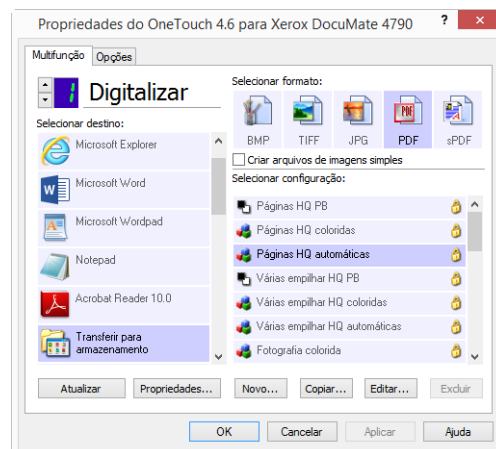 Propriedades do OneTouch 4.6 para Xerox DocuMate 4790 ? ×
Multifunção Opções
1 Digitalizar
Selecionar destino:
Microsoft Explorer
Microsoft Word
Microsoft Wordpad
Notepad
Acrobat Reader 10.0
Transferir para
armazenamento
Selecionar formato:
BMP TIFF JPG PDF sPDF
Criar arquivos de imagens simples
Selecionar configuração:
Páginas HQ PB
Páginas HQ coloridas
Páginas HQ automáticas
Várias empilhar HQ PB
Várias empilhar HQ coloridas
Várias empilhar HQ automáticas
Fotografia colorida
Atualizar Propriedades... Novo... Copiar... Editar... Excluir
OK Cancelar Aplicar Ajuda